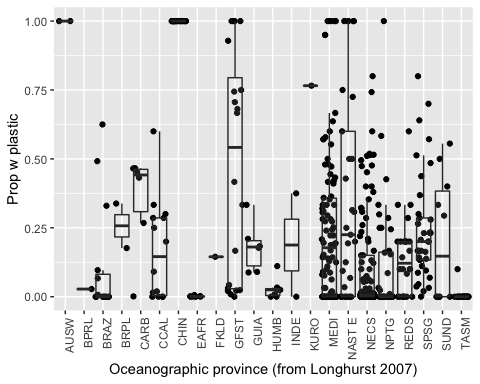 Prop w plastic
1.00
0.75
0.50
0.25
0.00
AUSW
BPRL
BRAZ
BRPL
CARB
CCAL
CHIN
EAFR
FKLD
GFST
GUIA
HUMB
INDE
KURO
MEDI
NAST E
NECS
NPTG
REDS
SPSG
SUND
TASM
Oceanographic province (from Longhurst 2007)